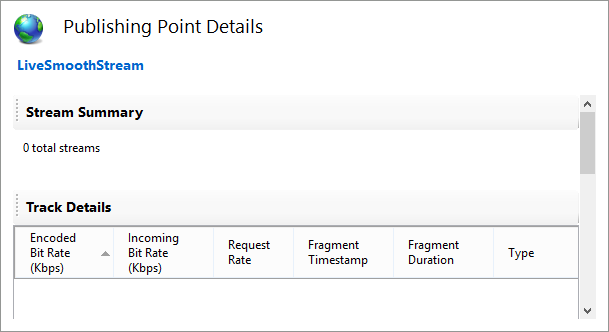 Publishing Point Details
LiveSmoothStream
Stream Summary
0 total streams
Track Details
Encoded
Bit Rate
(Kbps)
Incoming
Bit Rate
(Kbps)
Request
Rate
Fragment
Timestamp
Fragment
Duration
Type